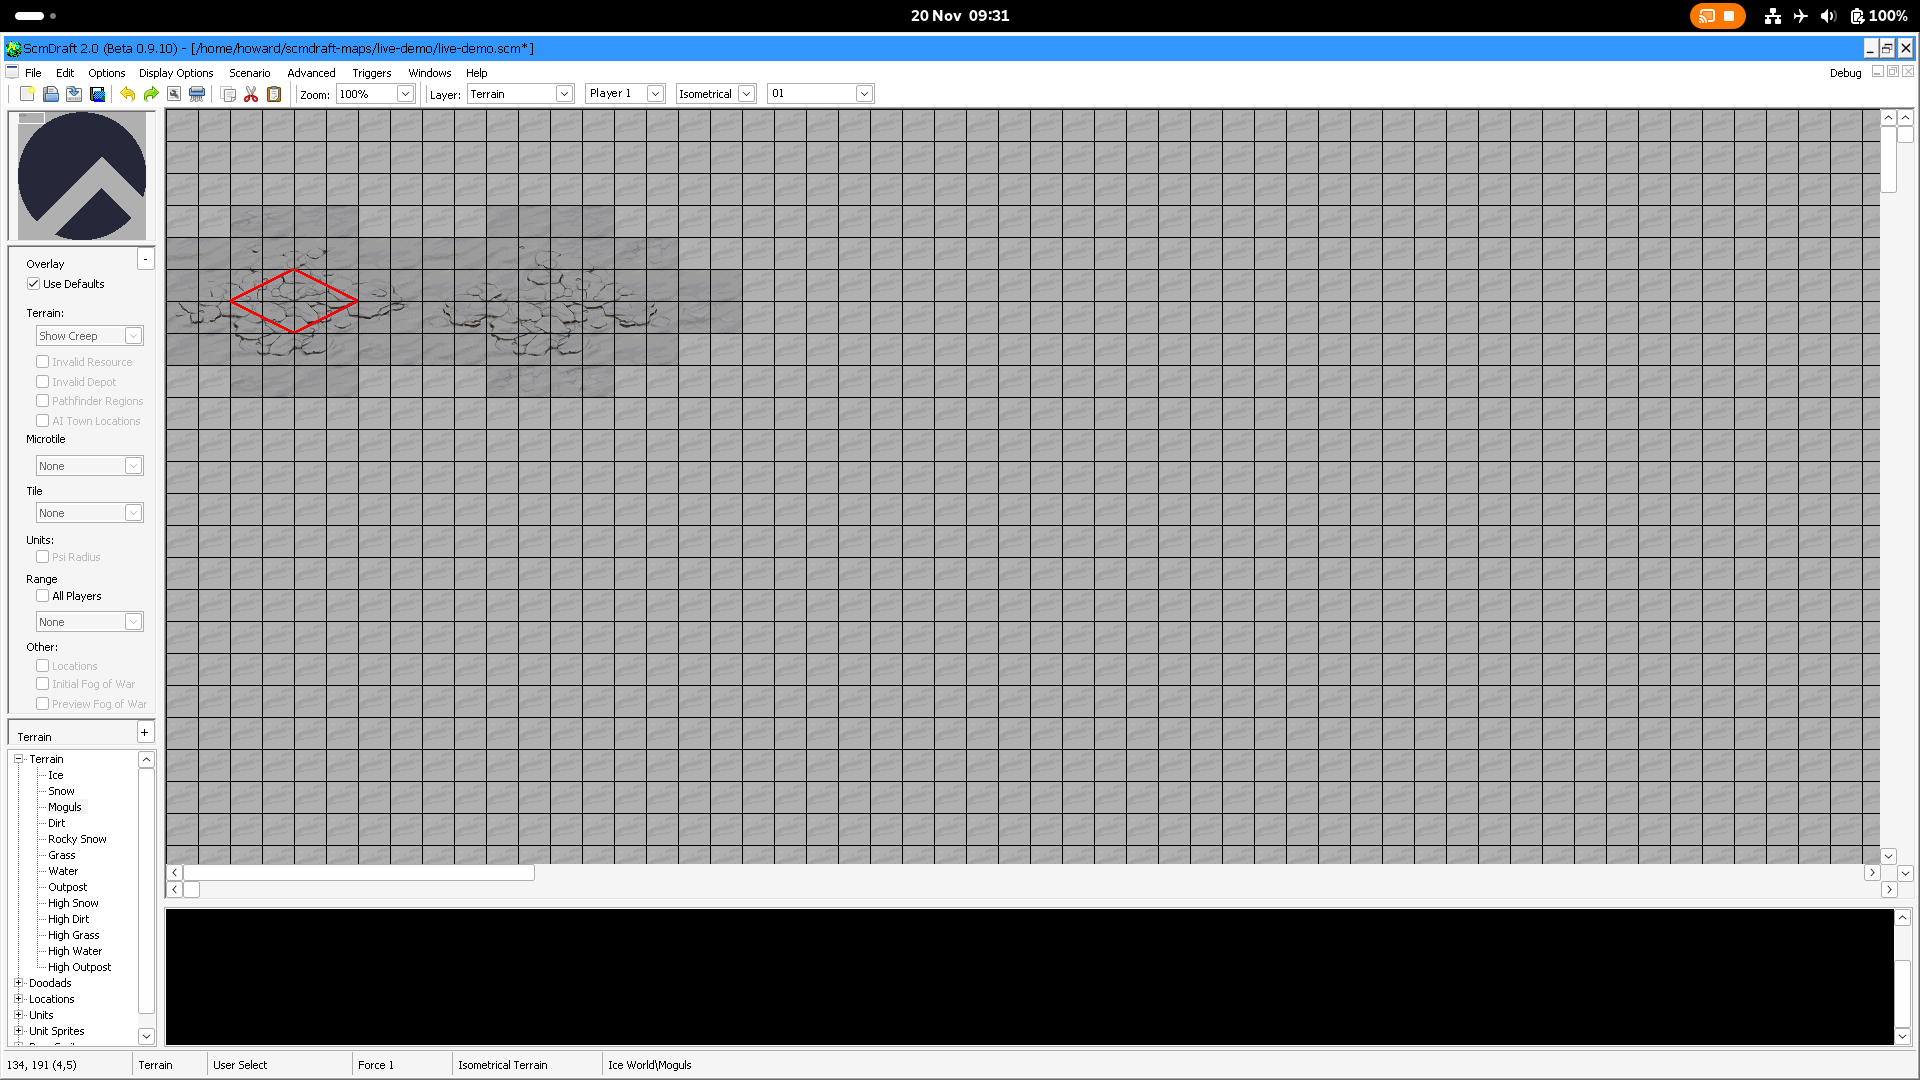 20 Nov 09:31
100%
ScmDraft 2.0 (Beta 0.9.10) - [/home/howard/scmdraft-maps/live-demo/live-demo.scm*]
File Edit Options Display Options Scenario Advanced Triggers Windows Help Debug
Zoom: 100% Layer: Terrain Player 1 Isometrical 01
Overlay
Use Defaults
Terrain:
Show Creep
Invalid Resource
Invalid Depot
Pathfinder Regions
AI Town Locations
Microtile
None
Tile
None
Units:
Psi Radius
Range
All Players
None
Other:
Locations
Initial Fog of War
Preview Fog of War
Terrain
Terrain
Ice
Snow
Moguls
Dirt
Rocky Snow
Grass
Water
Outpost
High Snow
High Dirt
High Grass
High Water
High Outpost
Doodads
Locations
Units
Unit Sprites
134, 191 (4,5) Terrain User Select Force 1 Isometrical Terrain Ice World\Moguls